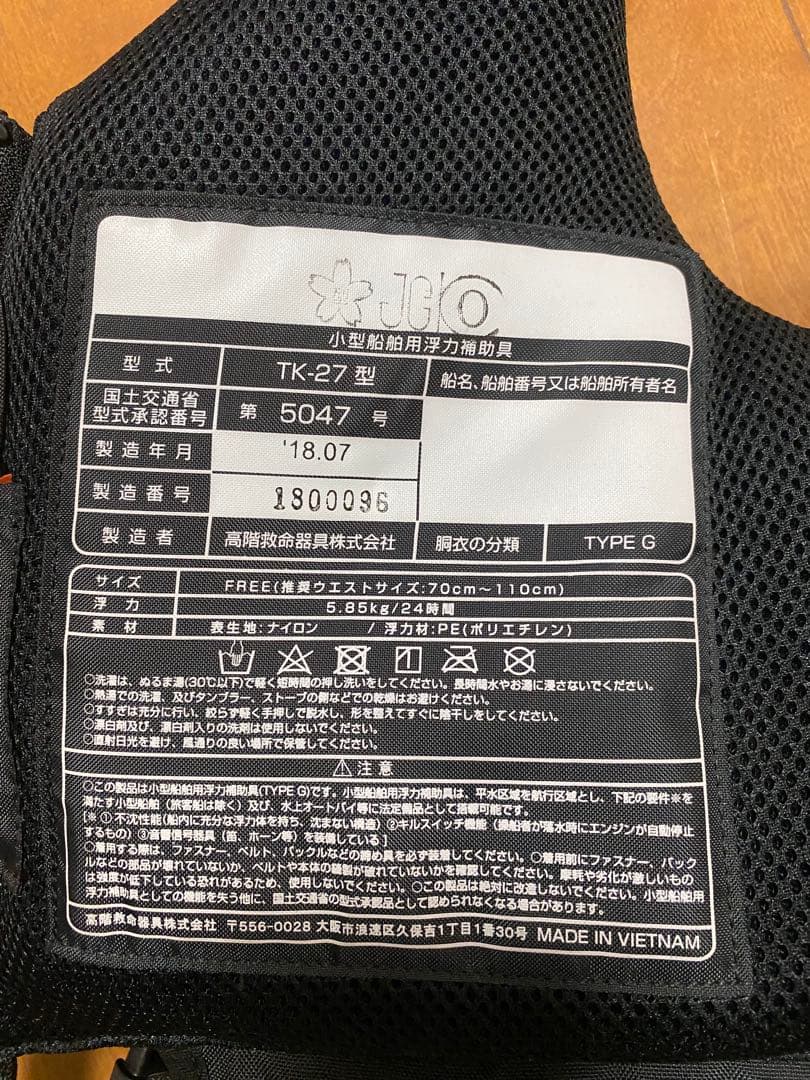 JG
小型船舶用浮力補助具
型式 TK-27 型 船名、船舶番号又は船舶所有者名
国土交通省
型式承認番号 第 5047 号
製造年月 '18.07
製造番号 1800096
製造者 高階救命器具株式会社 胴衣の分類 TYPE G
サイズ FREE(推奨ウエストサイズ:70cm～110cm)
浮力 5.85kg/24時間
素材 表生地:ナイロン /浮力材:PE(ポリエチレン)
○洗濯は、ぬるま湯(30℃以下)で軽く短時間の押し洗いをしてください。長時間水やお湯に浸さないでください。
○熱湯での洗濯、及びタンブラー、ストーブの側などでの乾燥はお避けください。
○すすぎは充分に行い、絞らず軽く手押しで脱水し、形を整えてすぐに陰干しをしてください。
○漂白剤及び、漂白剤入りの洗剤は使用しないでください。
○直射日光を避け、風通りの良い場所で保管してください。
⚠注意
○この製品は小型船舶用浮力補助具(TYPE G)です。小型船舶用浮力補助具は、平水区域を航行区域とし、下記の要件※を
満たす小型船舶(旅客船は除く)及び、水上オートバイ等に法定備品として搭載可能です。
[※①不沈性能(船内に充分な浮力体を持ち、沈まない構造)②キルスイッチ機能(操船者が落水時にエンジンが自動停止
するもの)③音響信号器具(笛、ホーン等)を装備している]
○着用する際は、ファスナー、ベルト、バックルなどの締め具を必ず装着してください。○着用前にファスナー、バック
ルなどの部品が壊れていないか、ベルトや本体の縫製が破れていないかを確認してください。摩耗や劣化が激しいもの
は強度が低下している恐れがあるため、使用しないでください。○この製品は絶対に改造しないでください。小型船舶用
浮力補助具としての機能を失う他に、国土交通省の型式承認品として認められなくなる場合があります。
高階救命器具株式会社 〒556-0028 大阪市浪速区久保吉1丁目1番30号 MADE IN VIETNAM